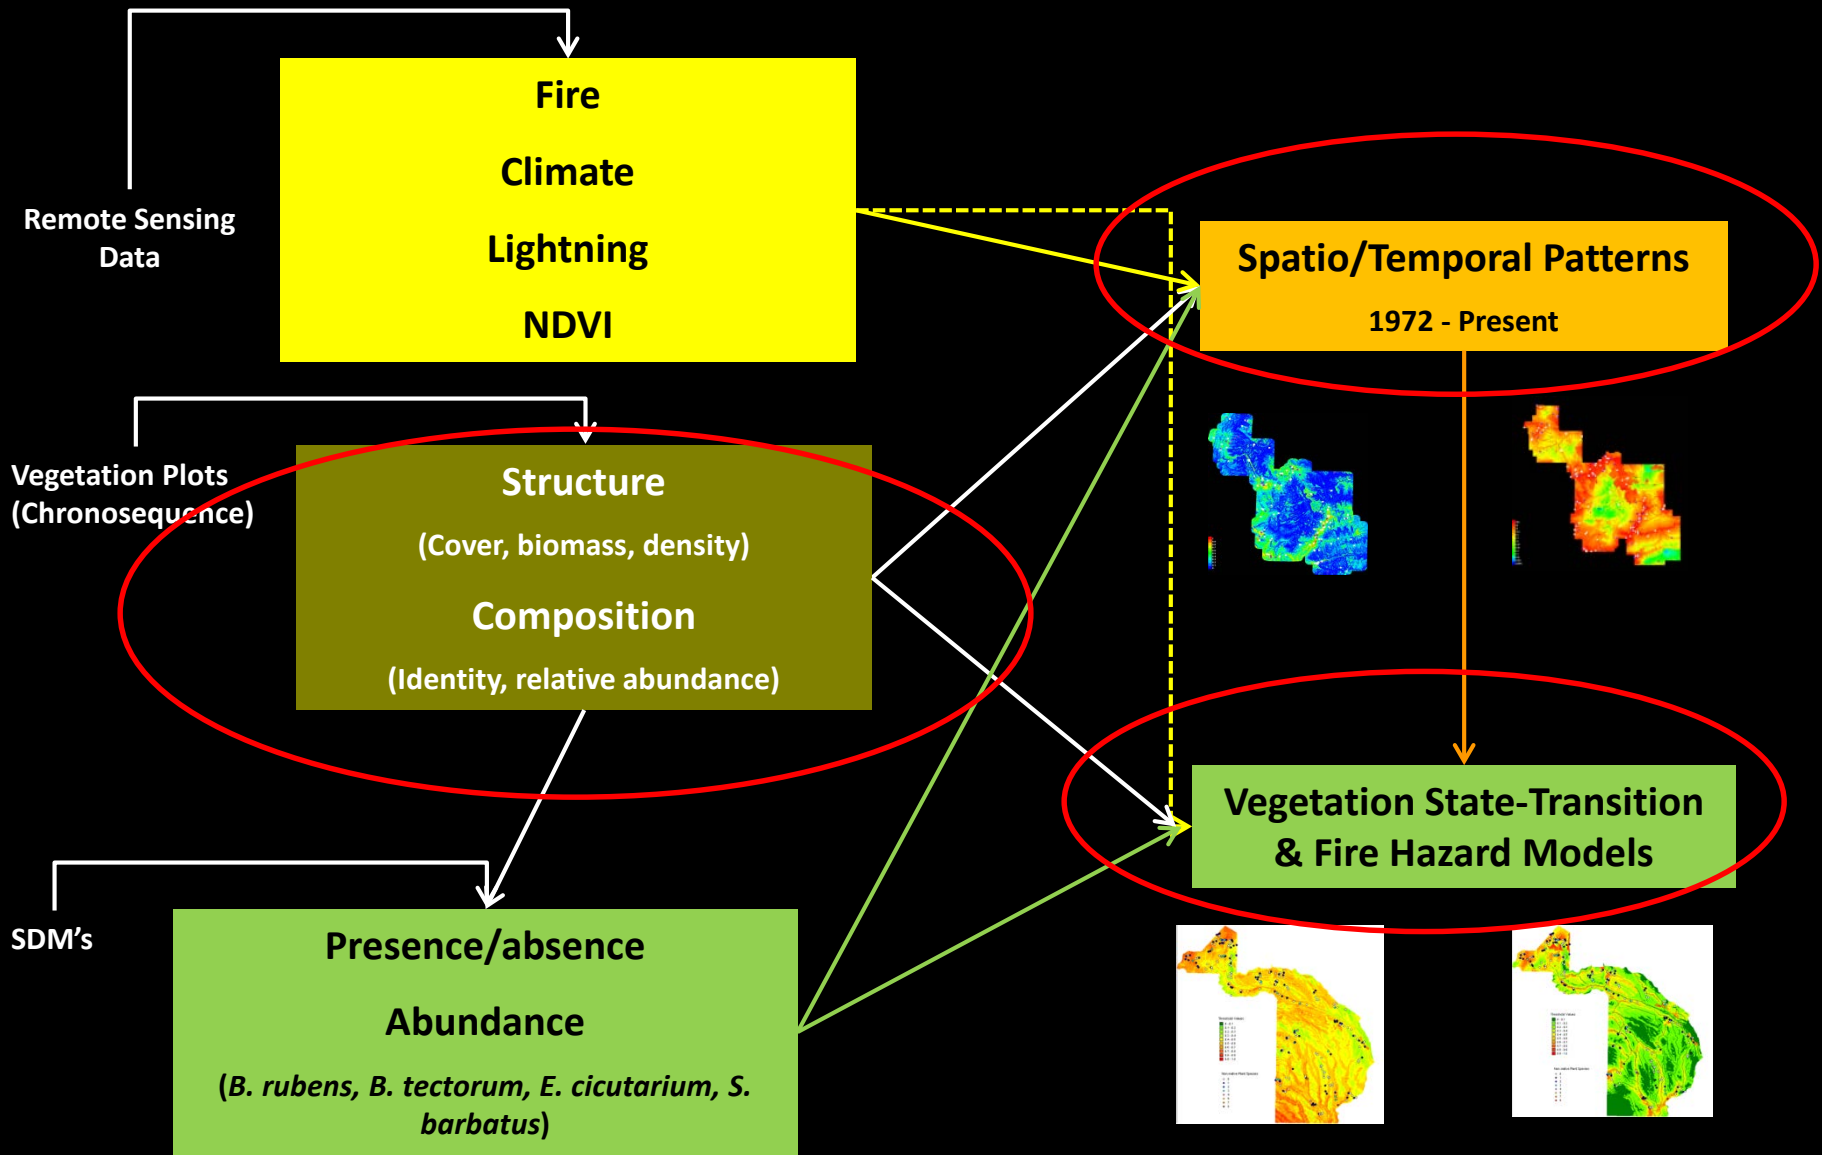 Fire
Climate
Lightning
NDVI
Remote Sensing
Data
Spatio/Temporal Patterns
1972 - Present
Vegetation Plots
(Chronosequence)
Structure
(Cover, biomass, density)
Composition
(Identity, relative abundance)
Vegetation State-Transition
& Fire Hazard Models
SDM's
Presence/absence
Abundance
(B. rubens, B. tectorum, E. cicutarium, S.
barbatus)